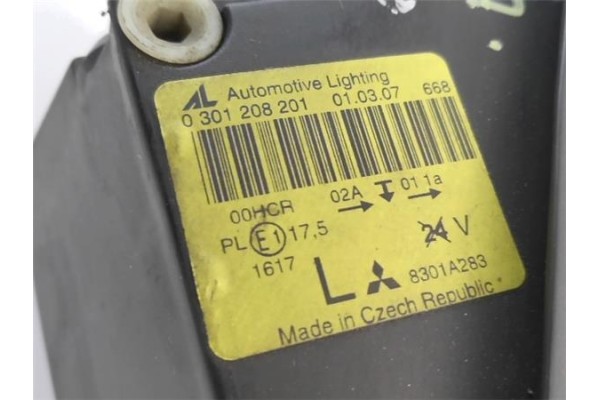 AL Automotive Lighting
0 301 208 201 01.03.07 668
00HCR 02A 01 1a
PL E1 17,5
1617
24 V
L 8301A283
Made in Czech Republic